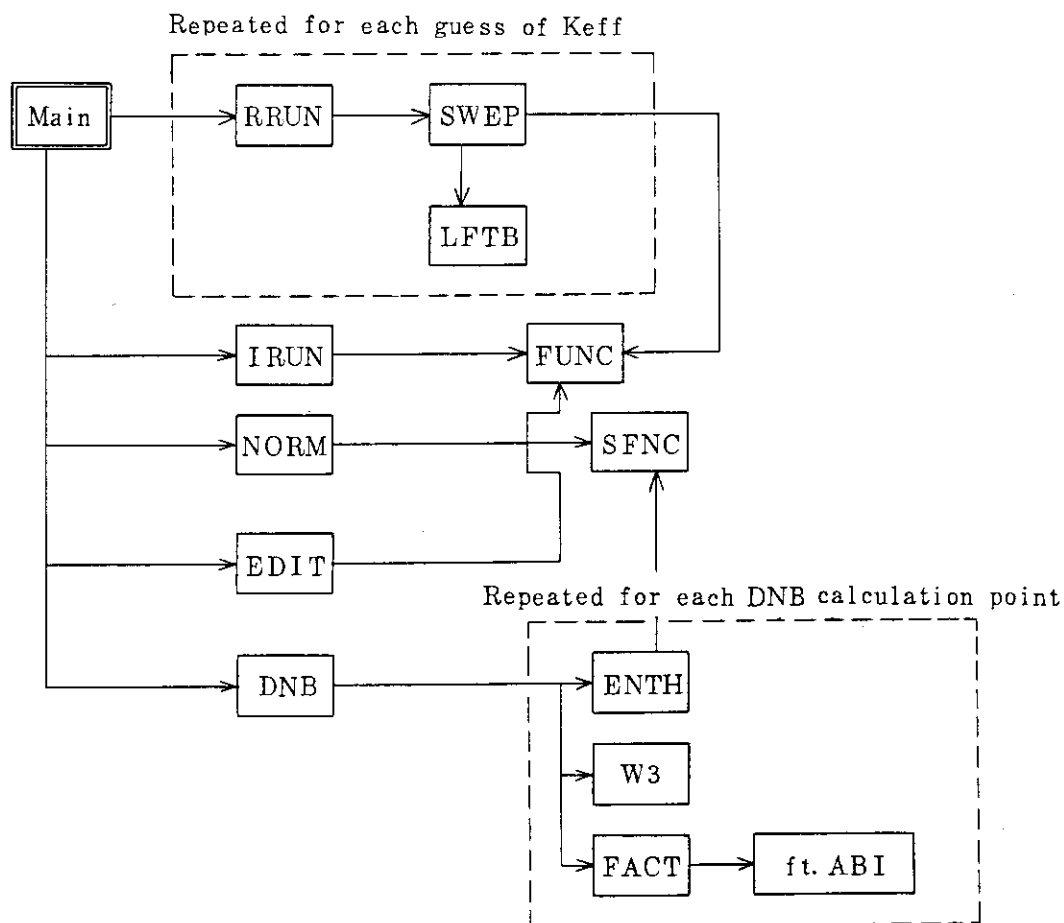 Repeated for each guess of Keff
Main
RRUN
SWEP
LFTB
IRUN
FUNC
NORM
SFNC
EDIT
Repeated for each DNB calculation point
DNB
ENTH
W3
FACT
ft. ABI